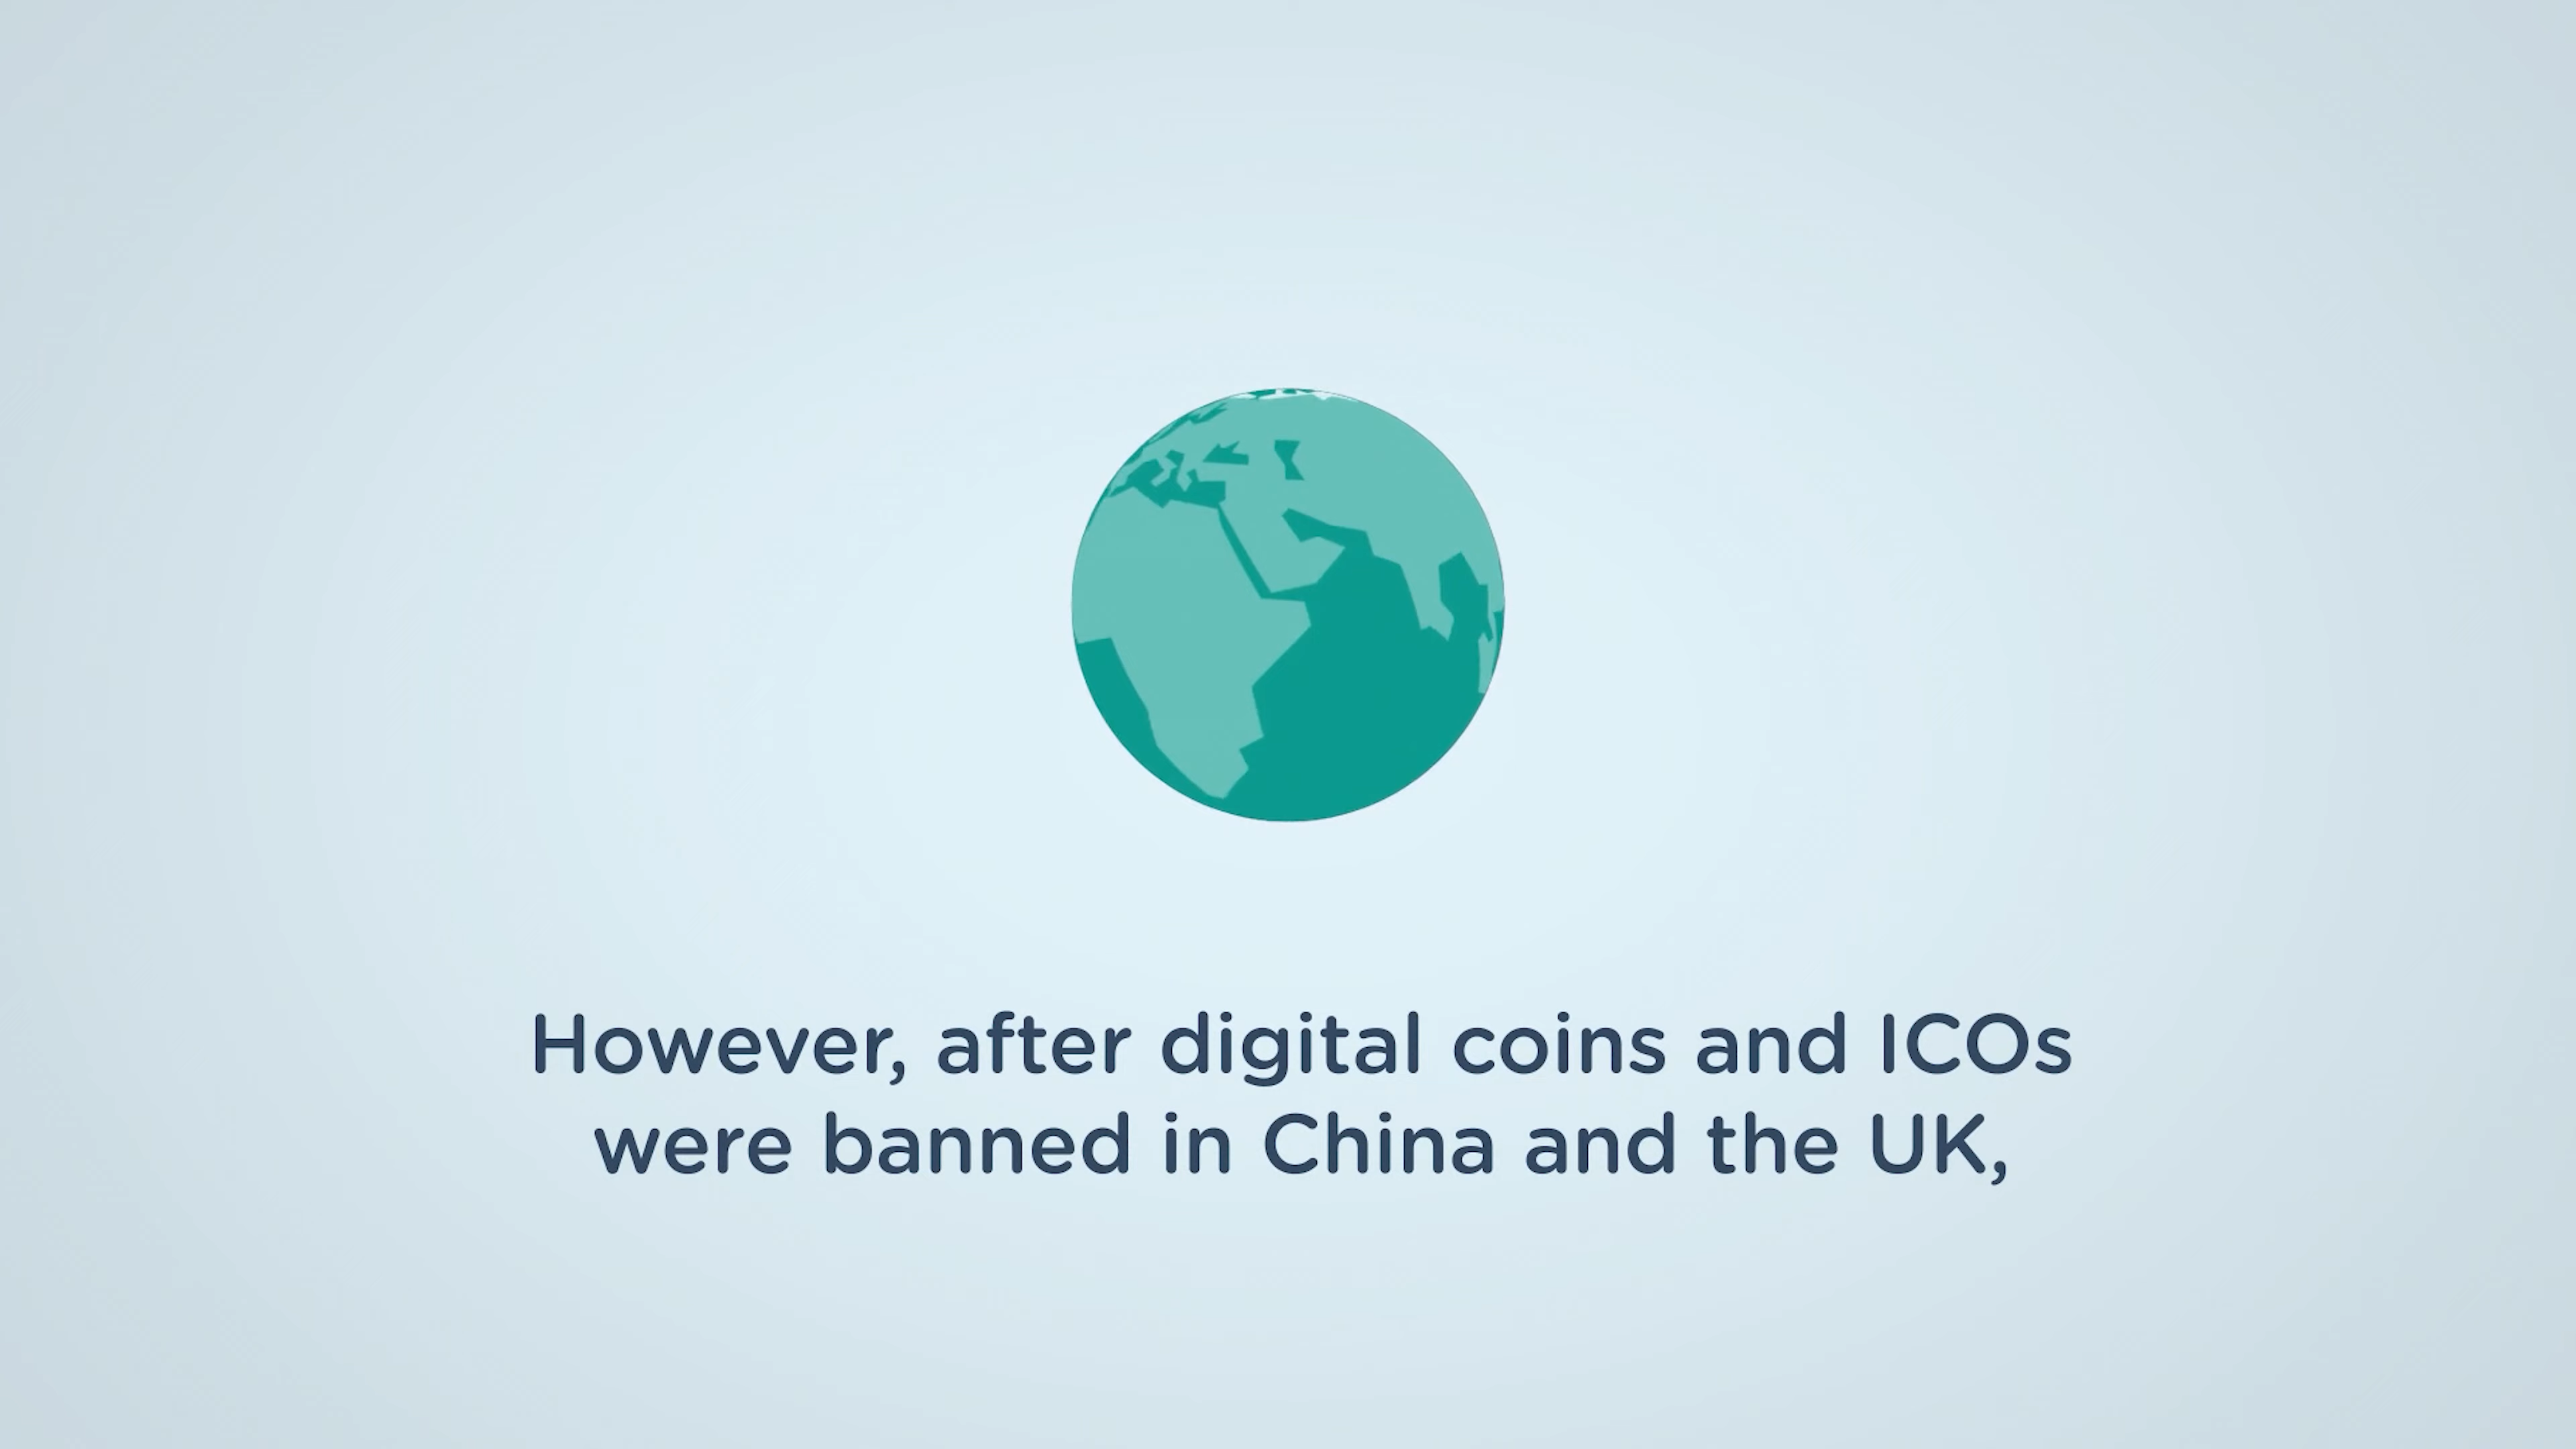 However, after digital coins and ICOs
were banned in China and the UK,